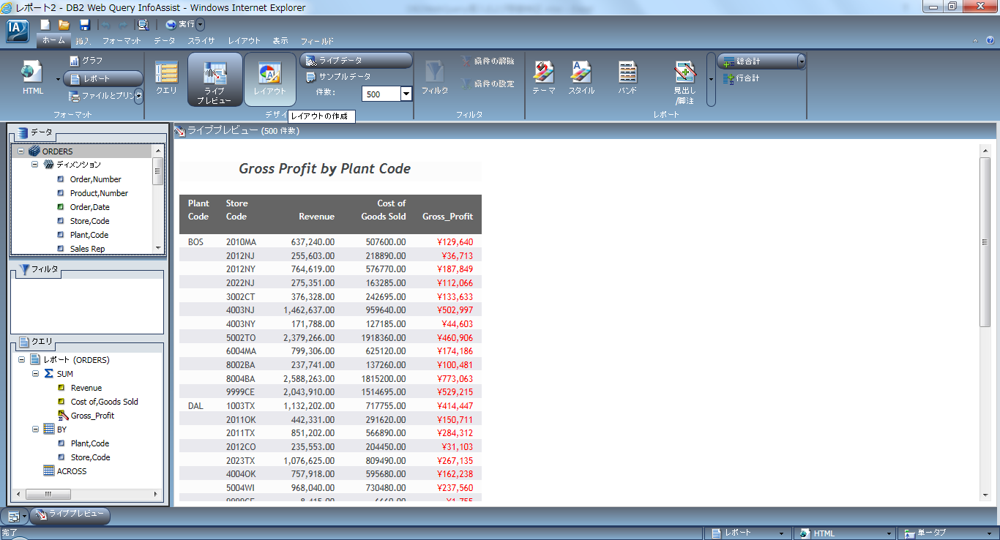 レポート2 - DB2 Web Query InfoAssist - Windows Internet Explorer
IA
実行
ホーム 挿入 フォーマット データ スライサ レイアウト 表示 フィールド
HTML
グラフ
レポート
ファイルとプリン
フォーマット
クエリ
ライブ
プレビュー
レイアウト
ライブデータ
サンプルデータ
件数: 500
デザイ
レイアウトの作成
フィルタ
条件の解除
条件の設定
フィルタ
テーマ
スタイル
バンド
見出し
/脚注
総合計
行合計
レポート
データ
ORDERS
ディメンション
Order,Number
Product,Number
Order,Date
Store,Code
Plant,Code
Sales Rep
フィルタ
クエリ
レポート (ORDERS)
SUM
Revenue
Cost of,Goods Sold
Gross_Profit
BY
Plant,Code
Store,Code
ACROSS
ライブプレビュー (500 件数)
Gross Profit by Plant Code
Plant Store Cost of
Code Code Revenue Goods Sold Gross_Profit
BOS 2010MA 637,240.00 507600.00 ¥129,640
2012NJ 255,603.00 218890.00 ¥36,713
2012NY 764,619.00 576770.00 ¥187,849
2022NJ 275,351.00 163285.00 ¥112,066
3002CT 376,328.00 242695.00 ¥133,633
4003NJ 1,462,637.00 959640.00 ¥502,997
4003NY 171,788.00 127185.00 ¥44,603
5002TO 2,379,266.00 1918360.00 ¥460,906
6004MA 799,306.00 625120.00 ¥174,186
8002BA 237,741.00 137260.00 ¥100,481
8004BA 2,588,263.00 1815200.00 ¥773,063
9999CE 2,043,910.00 1514695.00 ¥529,215
DAL 1003TX 1,132,202.00 717755.00 ¥414,447
2011OK 442,331.00 291620.00 ¥150,711
2011TX 851,202.00 566890.00 ¥284,312
2012CO 235,553.00 204450.00 ¥31,103
2023TX 1,076,625.00 809490.00 ¥267,135
4004OK 757,918.00 595680.00 ¥162,238
5004WI 968,040.00 730480.00 ¥237,560
9999CE 8,415.00 6660.00 ¥1,755
ライブプレビュー
完了
レポート
HTML
単一タブ